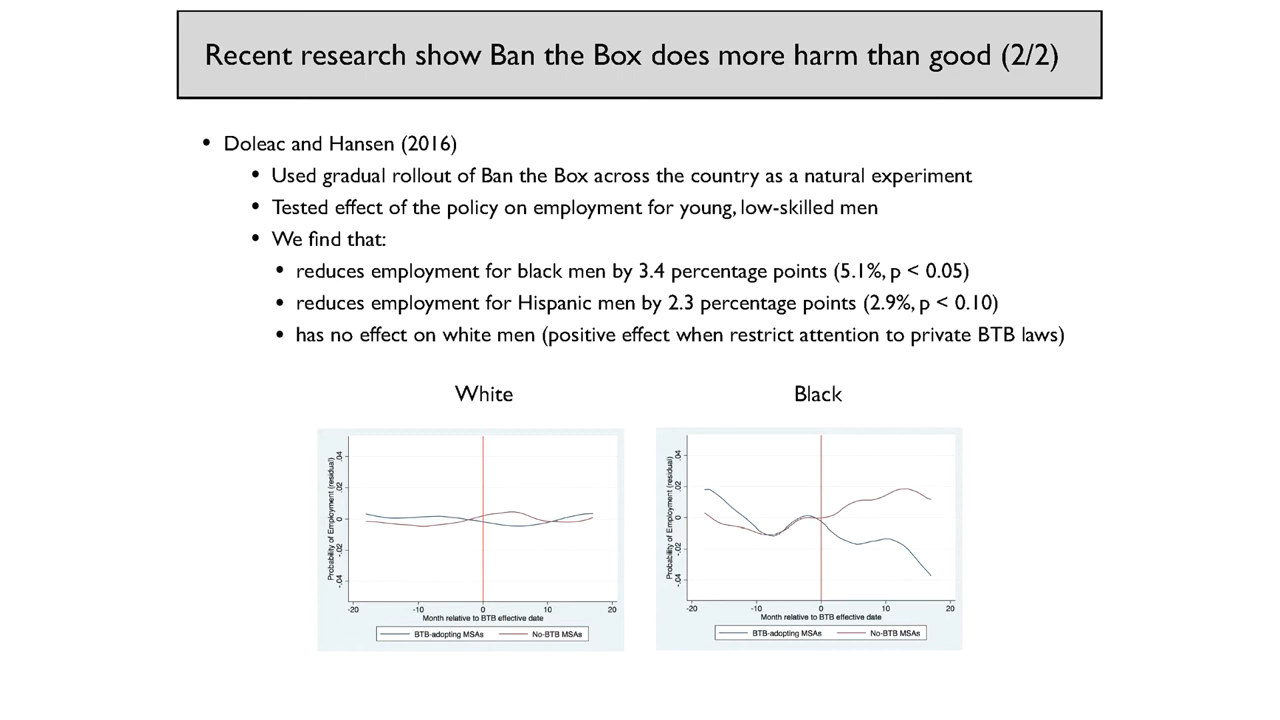 Recent research show Ban the Box does more harm than good (2/2)
• Doleac and Hansen (2016)
• Used gradual rollout of Ban the Box across the country as a natural experiment
• Tested effect of the policy on employment for young, low-skilled men
• We find that:
• reduces employment for black men by 3.4 percentage points (5.1%, p < 0.05)
• reduces employment for Hispanic men by 2.3 percentage points (2.9%, p < 0.10)
• has no effect on white men (positive effect when restrict attention to private BTB laws)
White
Probability of Employment (residual)
.04
.02
0
-.02
-.04
-20 -10 0 10 20
Month relative to BTB effective date
BTB-adopting MSAs No-BTB MSAs
Black
Probability of Employment (residual)
.04
.02
0
-.02
-.04
-20 -10 0 10 20
Month relative to BTB effective date
BTB-adopting MSAs No-BTB MSAs